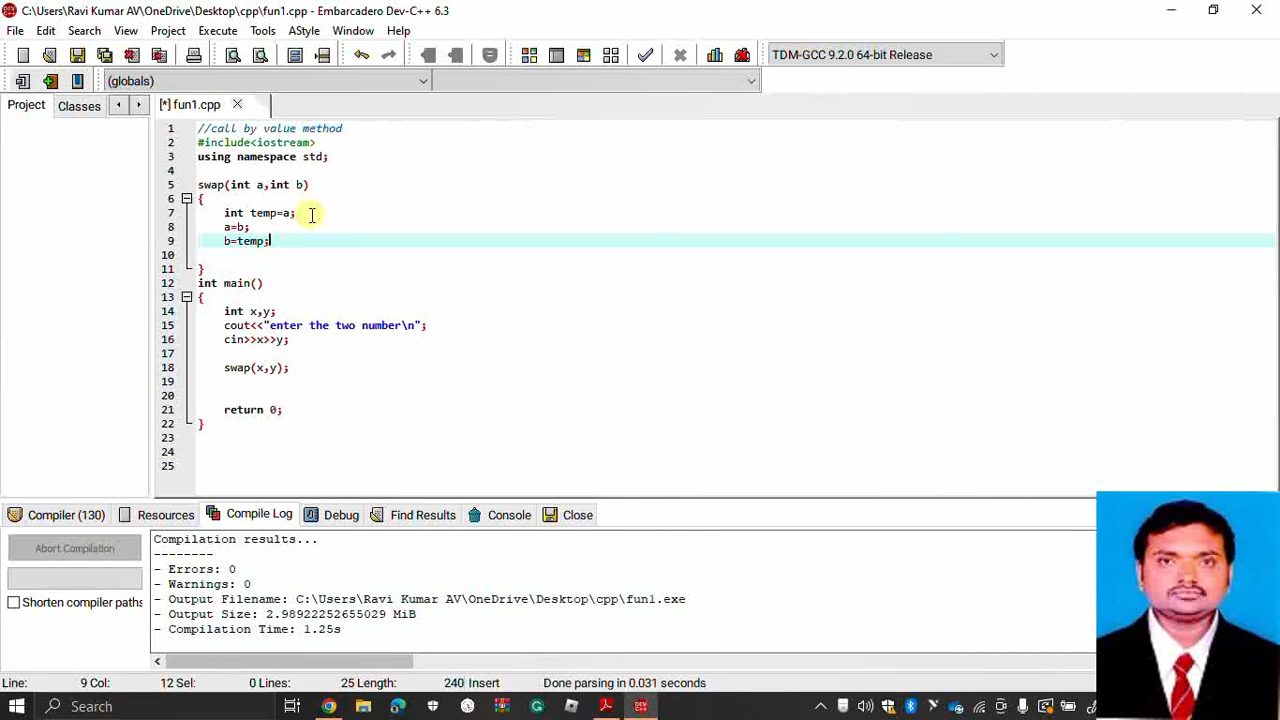 C:\Users\Ravi Kumar AV\OneDrive\Desktop\cpp\fun1.cpp - Embarcadero Dev-C++ 6.3
File Edit Search View Project Execute Tools AStyle Window Help
TDM-GCC 9.2.0 64-bit Release
(globals)
Project Classes [*] fun1.cpp
1 //call by value method
2 #include<iostream>
3 using namespace std;
4
5 swap(int a,int b)
6 {
7 int temp=a;
8 a=b;
9 b=temp;
10
11 }
12 int main()
13 {
14 int x,y;
15 cout<<"enter the two number\n";
16 cin>>x>>y;
17
18 swap(x,y);
19
20
21 return 0;
22 }
23
24
25
Compiler (130) Resources Compile Log Debug Find Results Console Close
Abort Compilation
Shorten compiler paths
Compilation results...
--------
- Errors: 0
- Warnings: 0
- Output Filename: C:\Users\Ravi Kumar AV\OneDrive\Desktop\cpp\fun1.exe
- Output Size: 2.98922252655029 MiB
- Compilation Time: 1.25s
Line: 9 Col: 12 Sel: 0 Lines: 25 Length: 240 Insert Done parsing in 0.031 seconds
Search